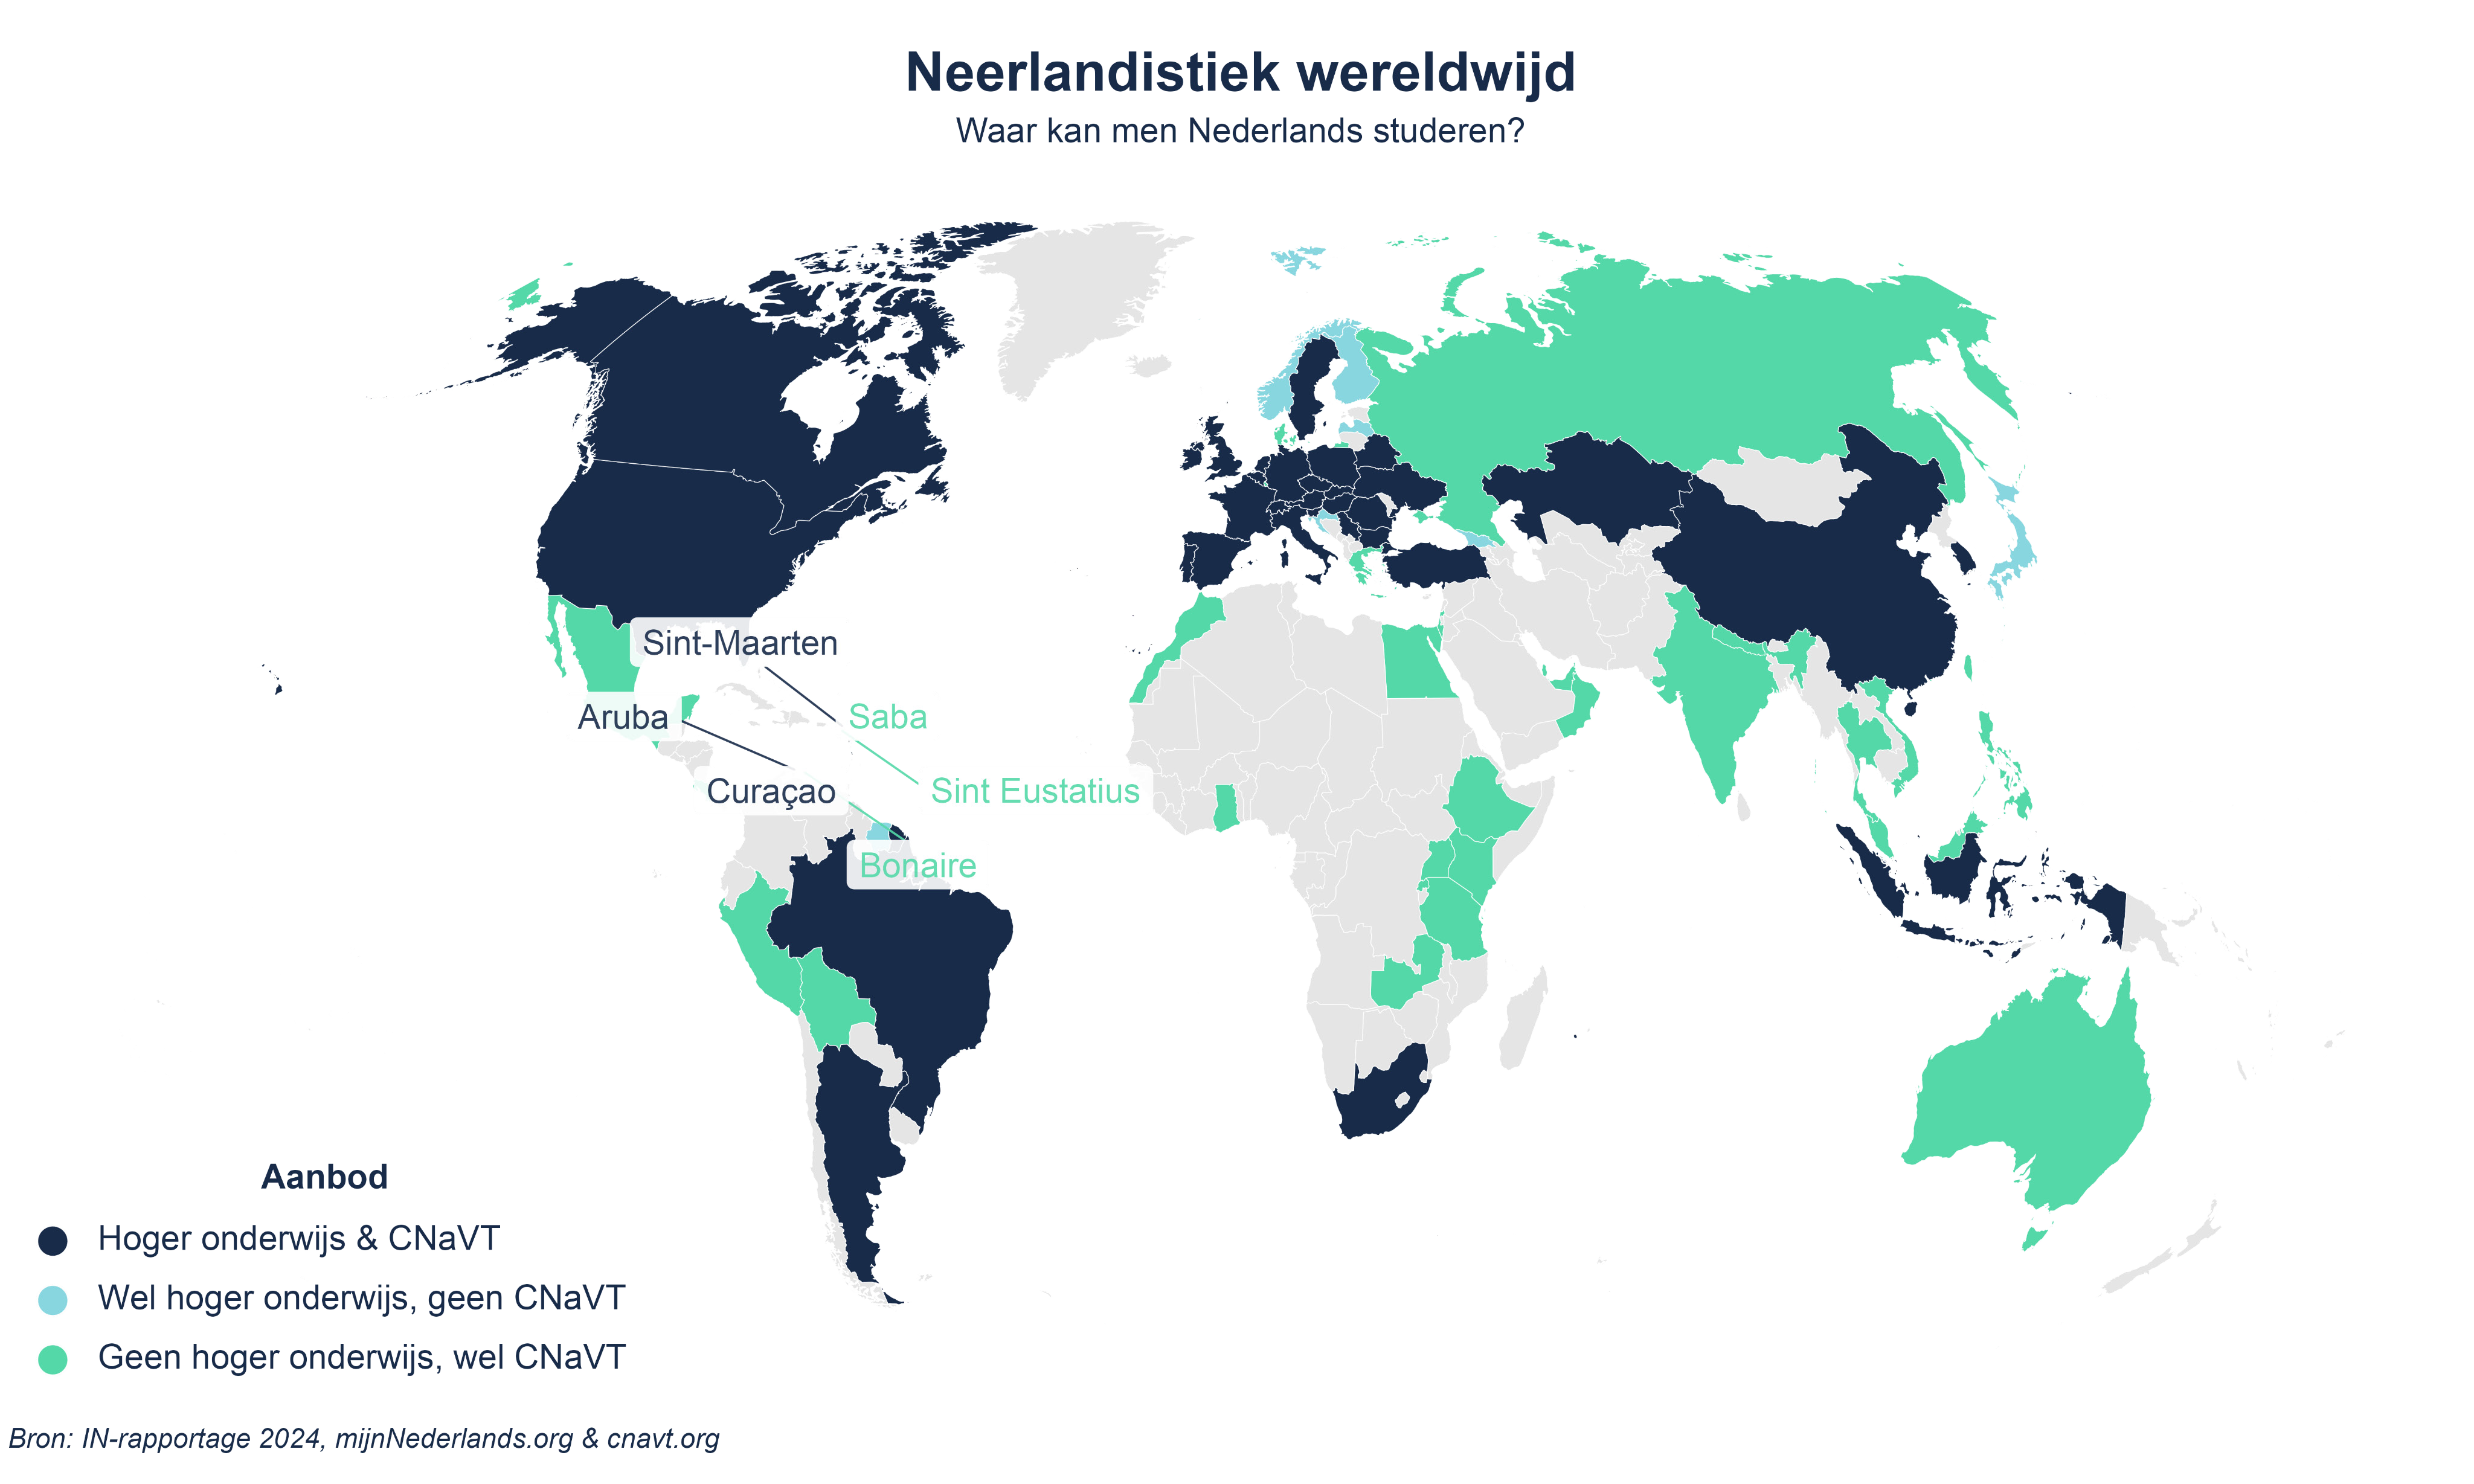 Neerlandistiek wereldwijd
Waar kan men Nederlands studeren?
Sint-Maarten
Aruba
Saba
Curaçao
Sint Eustatius
Bonaire
Aanbod
Hoger onderwijs & CNaVT
Wel hoger onderwijs, geen CNaVT
Geen hoger onderwijs, wel CNaVT
Bron: IN-rapportage 2024, mijnNederlands.org & cnavt.org